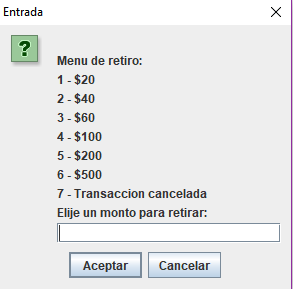 Entrada
?
Menu de retiro:
1 - $20
2 - $40
3 - $60
4 - $100
5 - $200
6 - $500
7 - Transaccion cancelada
Elije un monto para retirar:
Aceptar Cancelar